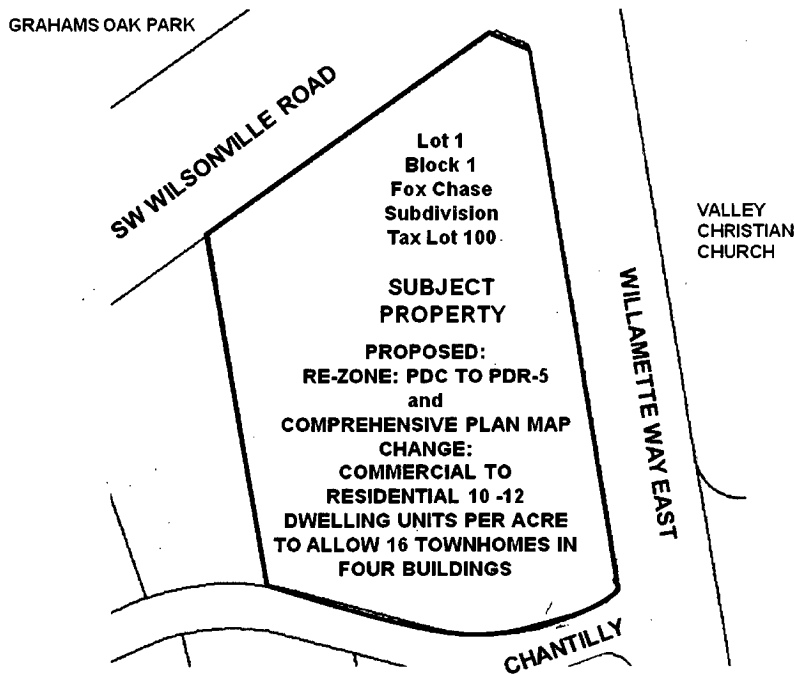 GRAHAMS OAK PARK
SW WILSONVILLE ROAD
Lot 1
Block 1
Fox Chase
Subdivision
Tax Lot 100
SUBJECT
PROPERTY
PROPOSED:
RE-ZONE: PDC TO PDR-5
and
COMPREHENSIVE PLAN MAP
CHANGE:
COMMERCIAL TO
RESIDENTIAL 10 -12
DWELLING UNITS PER ACRE
TO ALLOW 16 TOWNHOMES IN
FOUR BUILDINGS
VALLEY
CHRISTIAN
CHURCH
WILLAMETTE WAY EAST
CHANTILLY